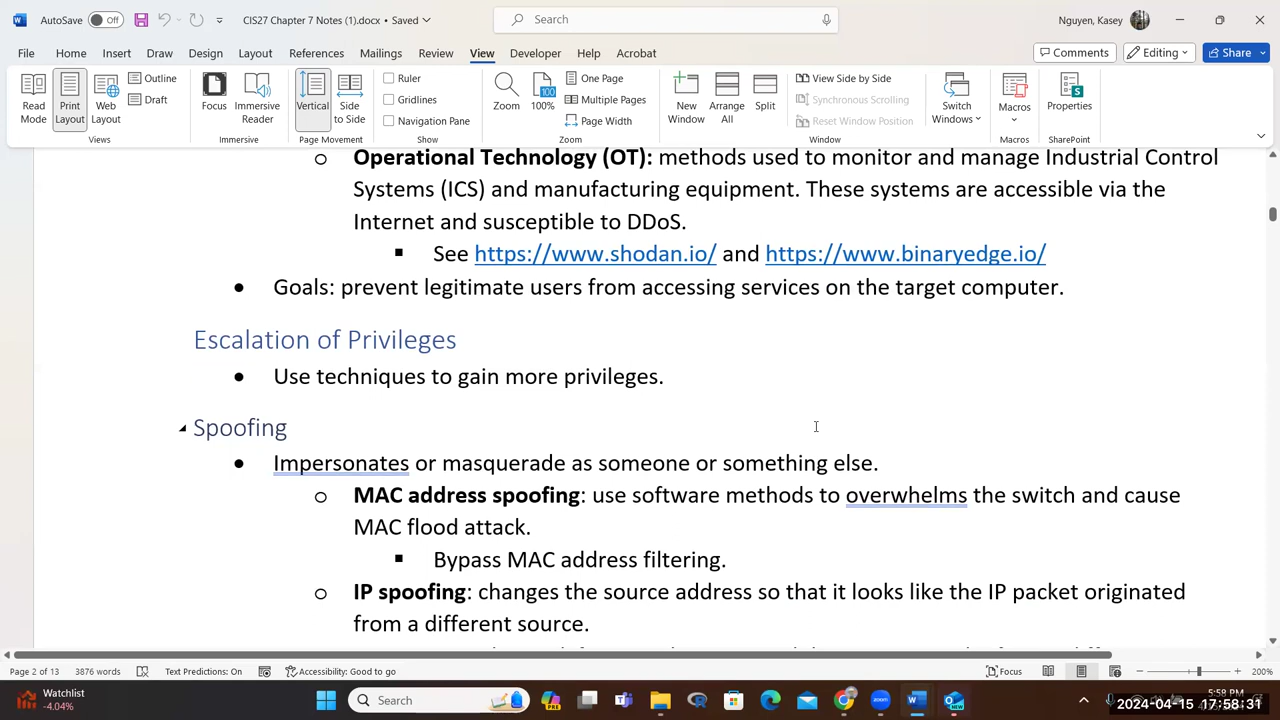 AutoSave Off CIS27 Chapter 7 Notes (1).docx • Saved Search Nguyen, Kasey
File Home Insert Draw Design Layout References Mailings Review View Developer Help Acrobat Comments Editing Share
Read Mode
Print Layout
Web Layout
Outline
Draft
Views
Focus
Immersive Reader
Immersive
Vertical
Side to Side
Page Movement
Ruler
Gridlines
Navigation Pane
Show
Zoom
100%
One Page
Multiple Pages
Page Width
Zoom
New Window
Arrange All
Split
View Side by Side
Synchronous Scrolling
Reset Window Position
Window
Switch Windows
Macros
Macros
Properties
SharePoint
o Operational Technology (OT): methods used to monitor and manage Industrial Control
Systems (ICS) and manufacturing equipment. These systems are accessible via the
Internet and susceptible to DDoS.
▪ See https://www.shodan.io/ and https://www.binaryedge.io/
• Goals: prevent legitimate users from accessing services on the target computer.
Escalation of Privileges
• Use techniques to gain more privileges.
Spoofing
• Impersonates or masquerade as someone or something else.
o MAC address spoofing: use software methods to overwhelms the switch and cause
MAC flood attack.
▪ Bypass MAC address filtering.
o IP spoofing: changes the source address so that it looks like the IP packet originated
from a different source.
Page 2 of 13 3876 words Text Predictions: On Accessibility: Good to go Focus 200%
Watchlist
-4.04%
Search
5:58 PM
2024-04-15 17:58:31